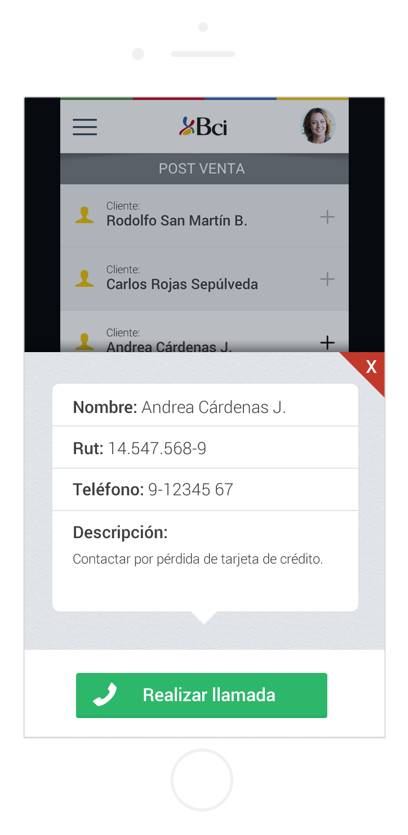 Bci
POST VENTA
Cliente:
Rodolfo San Martín B.
Cliente:
Carlos Rojas Sepúlveda
Cliente:
Andrea Cárdenas J.
X
Nombre: Andrea Cárdenas J.
Rut: 14.547.568-9
Teléfono: 9-12345 67
Descripción:
Contactar por pérdida de tarjeta de crédito.
Realizar llamada